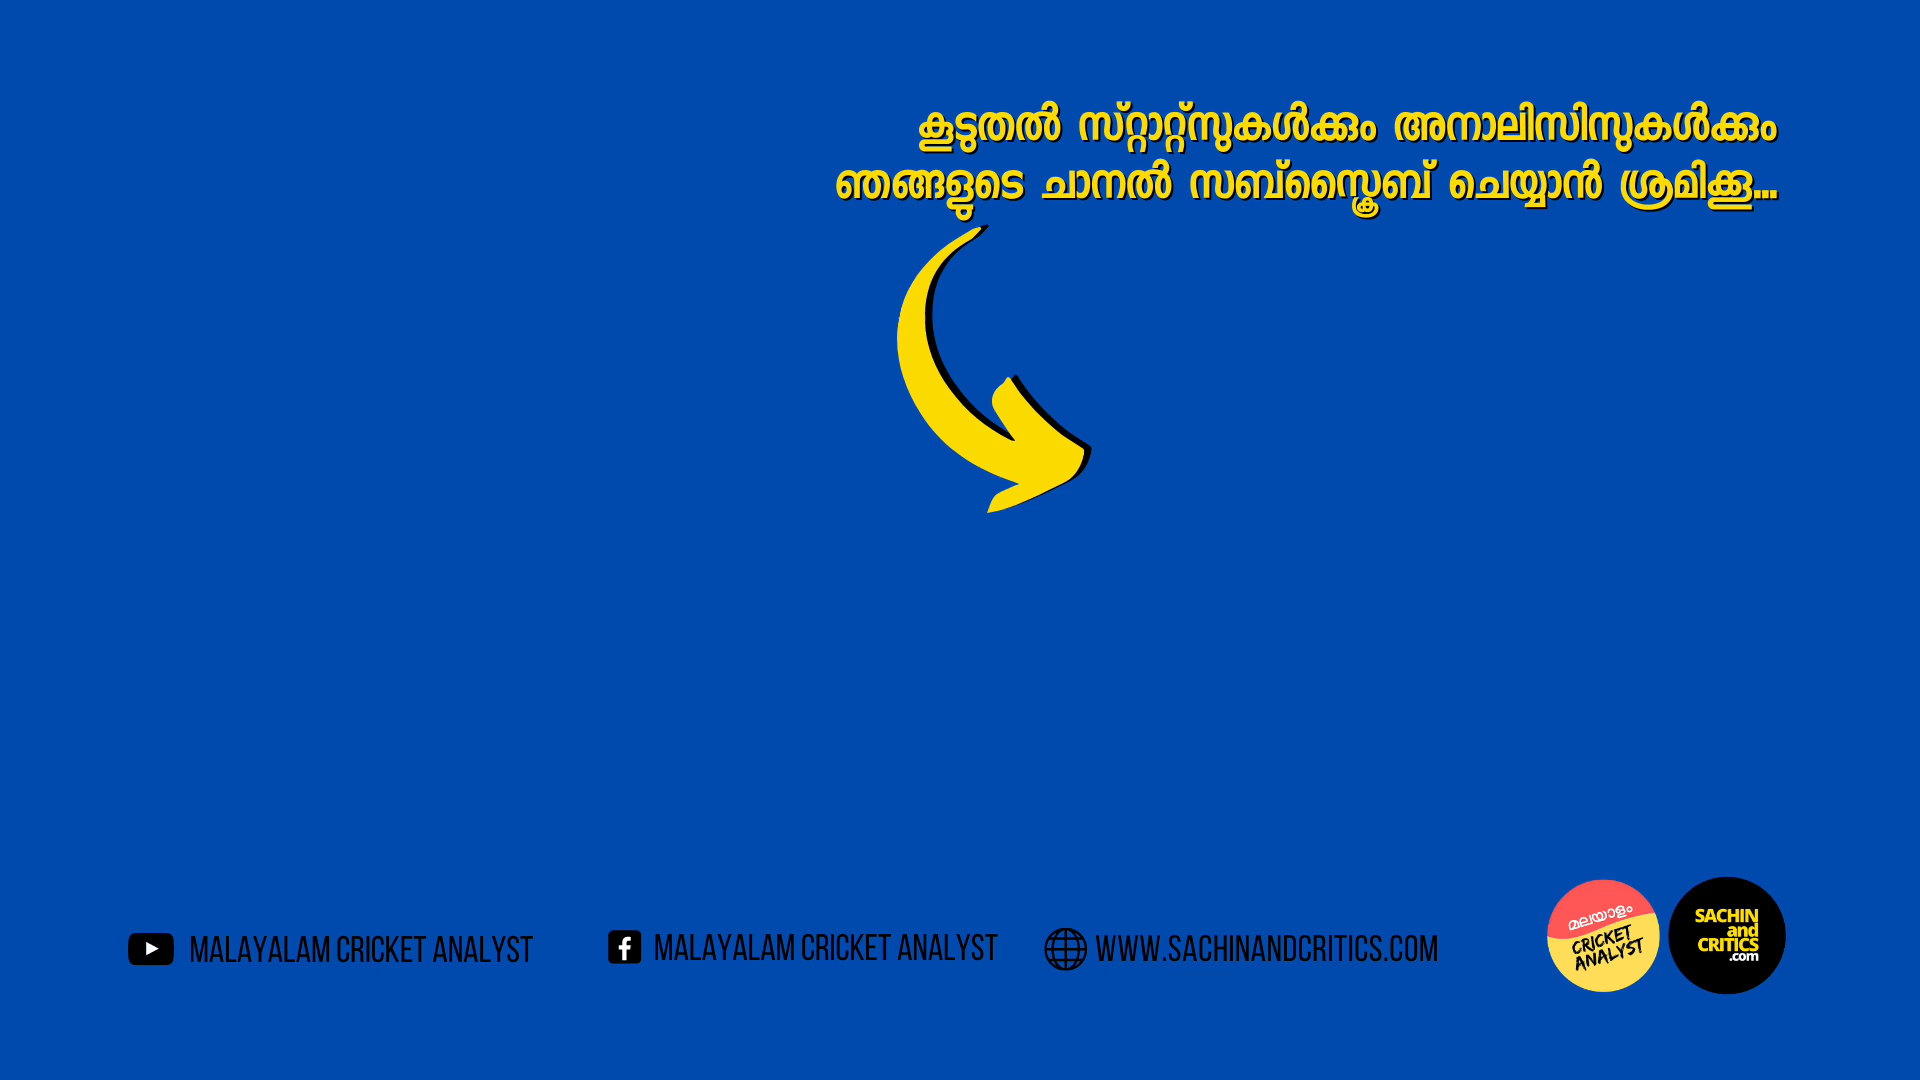 കൂടുതൽ സ്റ്റാറ്റ്സുകൾക്കും അനാലിസിസുകൾക്കും
ഞങ്ങളുടെ ചാനൽ സബ്സ്ക്രൈബ് ചെയ്യാൻ ശ്രമിക്കൂ...
MALAYALAM CRICKET ANALYST
MALAYALAM CRICKET ANALYST
WWW.SACHINANDCRITICS.COM
മലയാളം
CRICKET
ANALYST
SACHIN
and
CRITICS
.com